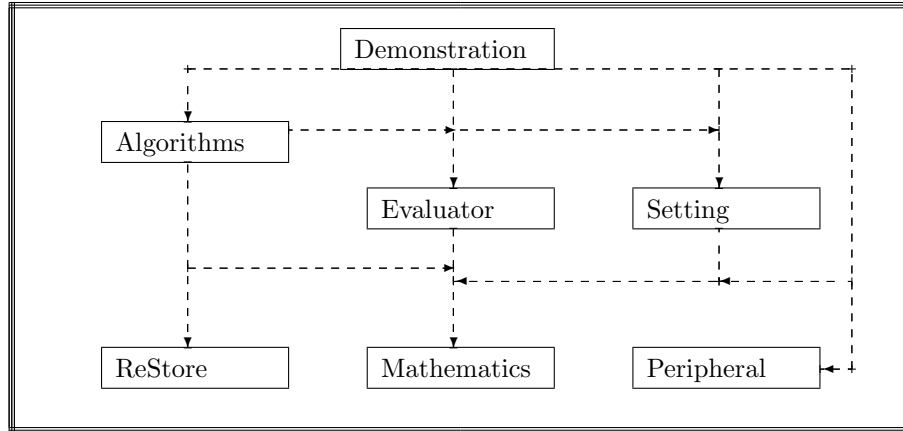 Demonstration
Algorithms
Evaluator
Setting
ReStore
Mathematics
Peripheral